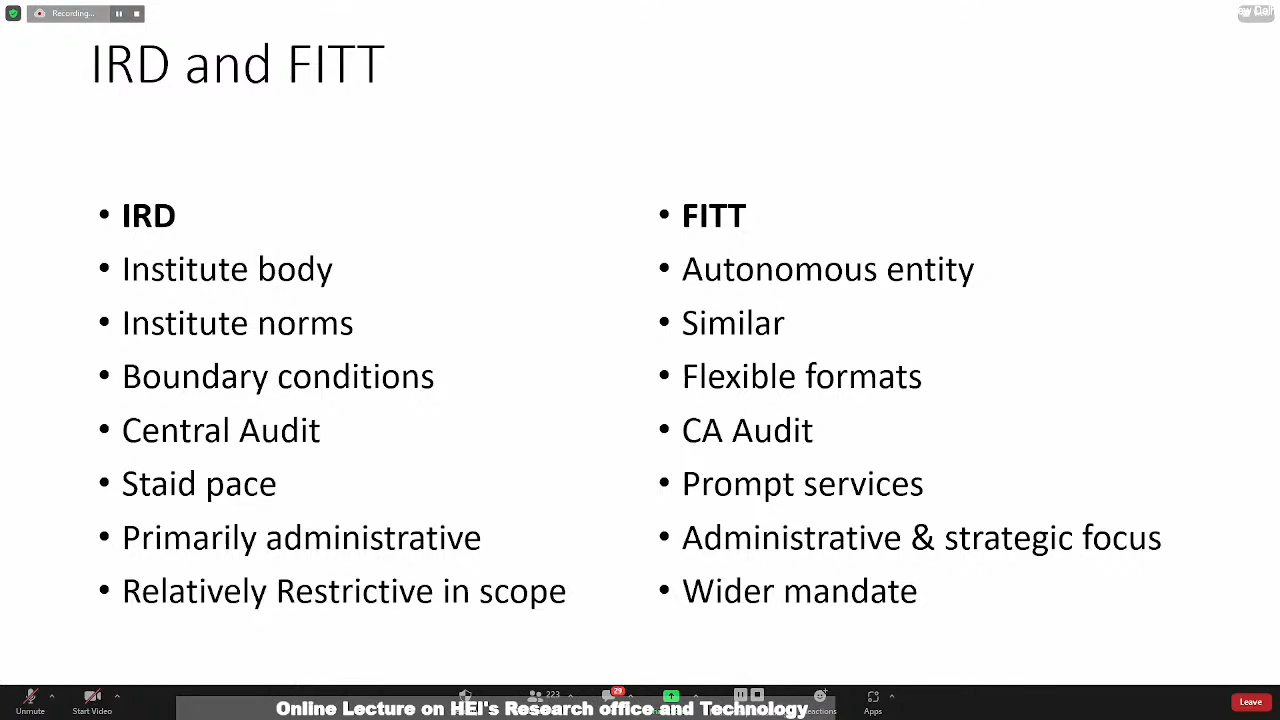 Recording...
IRD and FITT
• IRD
• Institute body
• Institute norms
• Boundary conditions
• Central Audit
• Staid pace
• Primarily administrative
• Relatively Restrictive in scope
• FITT
• Autonomous entity
• Similar
• Flexible formats
• CA Audit
• Prompt services
• Administrative & strategic focus
• Wider mandate
Unmute
Start Video
223
29
Apps
Leave
Online Lecture on HEI's Research office and Technology